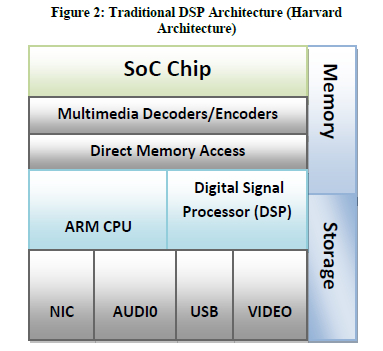 Figure 2: Traditional DSP Architecture (Harvard
Architecture)
SoC Chip
Multimedia Decoders/Encoders
Direct Memory Access
ARM CPU
Digital Signal
Processor (DSP)
NIC
AUDI0
USB
VIDEO
Memory
Storage